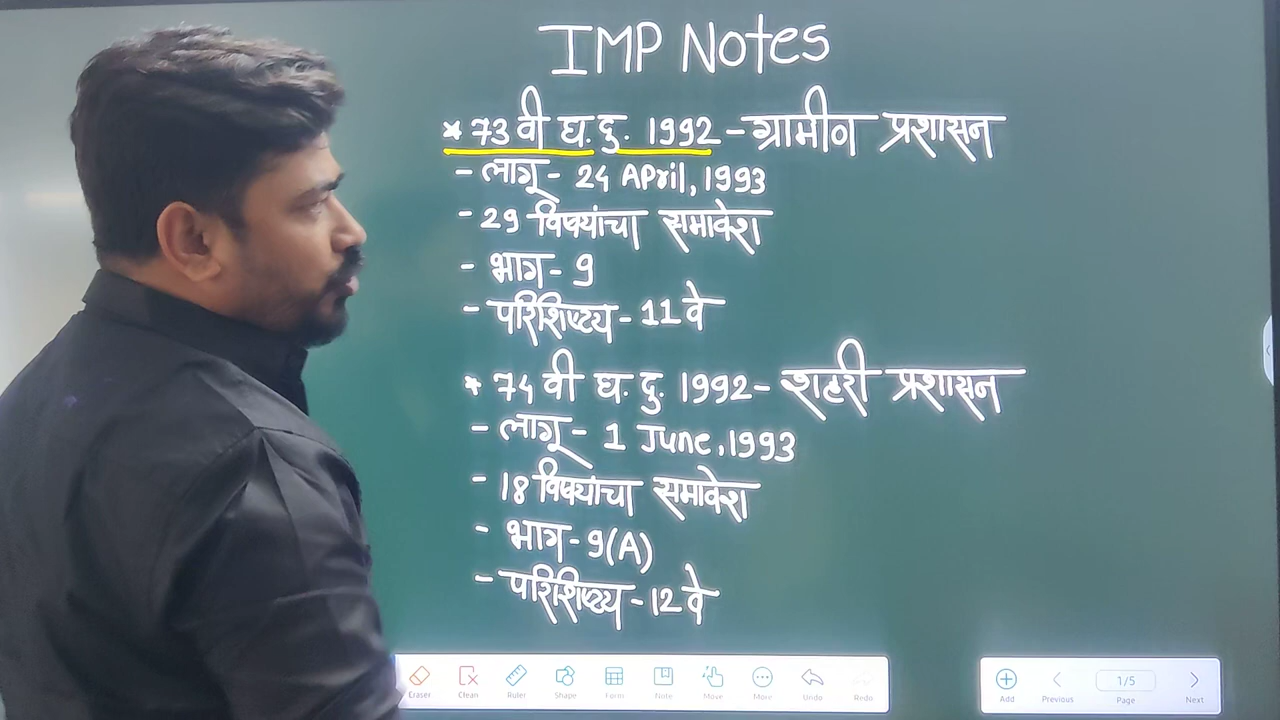 IMP Notes
* 73 वी घ.दु. 1992 - ग्रामीण प्रशासन
- लागू - 24 April, 1993
- 29 विषयांचा समावेश
- भाग - 9
- परिशिष्ट्य - 11 वे
* 74 वी घ.दु. 1992 - शहरी प्रशासन
- लागू - 1 June, 1993
- 18 विषयांचा समावेश
- भाग - 9(A)
- परिशिष्ट्य - 12 वे
Eraser Clean Ruler Shape Form Note Move More Undo Redo
Add Previous 1/5 Page Next